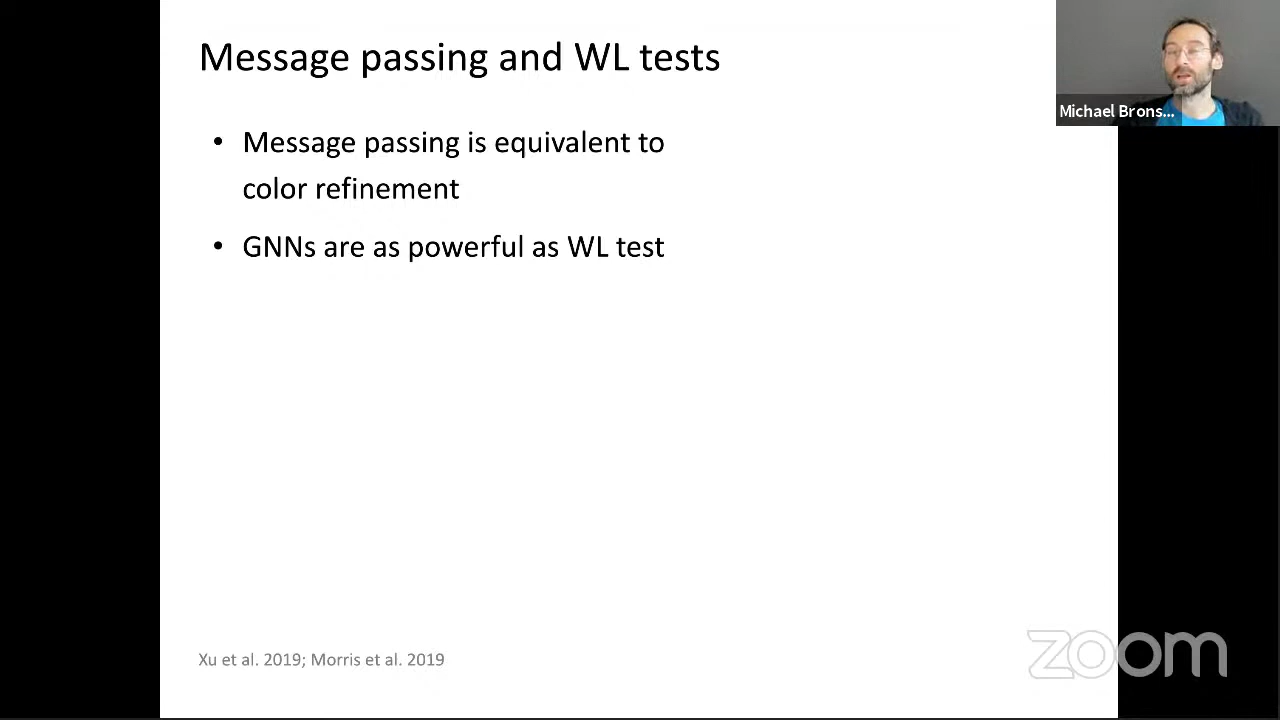 Message passing and WL tests
Michael Brons...
• Message passing is equivalent to
color refinement
• GNNs are as powerful as WL test
Xu et al. 2019; Morris et al. 2019
zoom